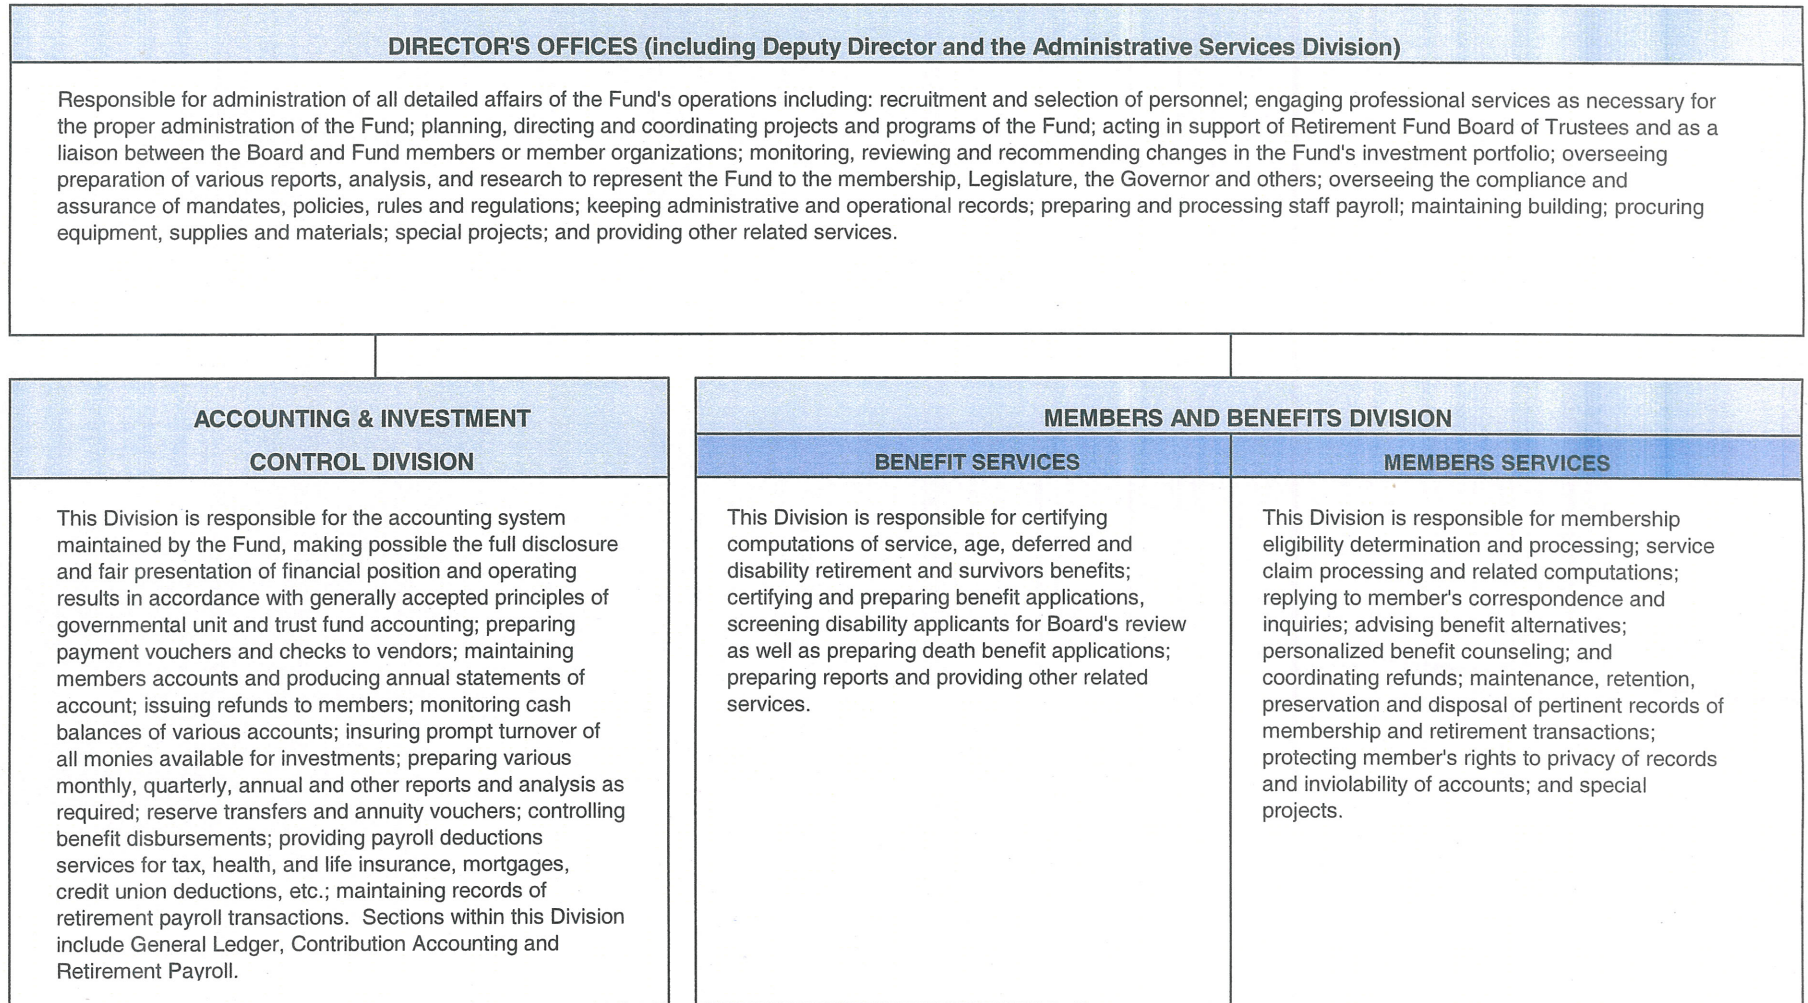 DIRECTOR'S OFFICES (including Deputy Director and the Administrative Services Division)
Responsible for administration of all detailed affairs of the Fund's operations including: recruitment and selection of personnel; engaging professional services as necessary for
the proper administration of the Fund; planning, directing and coordinating projects and programs of the Fund; acting in support of Retirement Fund Board of Trustees and as a
liaison between the Board and Fund members or member organizations; monitoring, reviewing and recommending changes in the Fund's investment portfolio; overseeing
preparation of various reports, analysis, and research to represent the Fund to the membership, Legislature, the Governor and others; overseeing the compliance and
assurance of mandates, policies, rules and regulations; keeping administrative and operational records; preparing and processing staff payroll; maintaining building; procuring
equipment, supplies and materials; special projects; and providing other related services.
ACCOUNTING & INVESTMENT
CONTROL DIVISION
This Division is responsible for the accounting system
maintained by the Fund, making possible the full disclosure
and fair presentation of financial position and operating
results in accordance with generally accepted principles of
governmental unit and trust fund accounting; preparing
payment vouchers and checks to vendors; maintaining
members accounts and producing annual statements of
account; issuing refunds to members; monitoring cash
balances of various accounts; insuring prompt turnover of
all monies available for investments; preparing various
monthly, quarterly, annual and other reports and analysis as
required; reserve transfers and annuity vouchers; controlling
benefit disbursements; providing payroll deductions
services for tax, health, and life insurance, mortgages,
credit union deductions, etc.; maintaining records of
retirement payroll transactions.  Sections within this Division
include General Ledger, Contribution Accounting and
Retirement Payroll.
MEMBERS AND BENEFITS DIVISION
BENEFIT SERVICES
This Division is responsible for certifying
computations of service, age, deferred and
disability retirement and survivors benefits;
certifying and preparing benefit applications,
screening disability applicants for Board's review
as well as preparing death benefit applications;
preparing reports and providing other related
services.
MEMBERS SERVICES
This Division is responsible for membership
eligibility determination and processing; service
claim processing and related computations;
replying to member's correspondence and
inquiries; advising benefit alternatives;
personalized benefit counseling; and
coordinating refunds; maintenance, retention,
preservation and disposal of pertinent records of
membership and retirement transactions;
protecting member's rights to privacy of records
and inviolability of accounts; and special
projects.